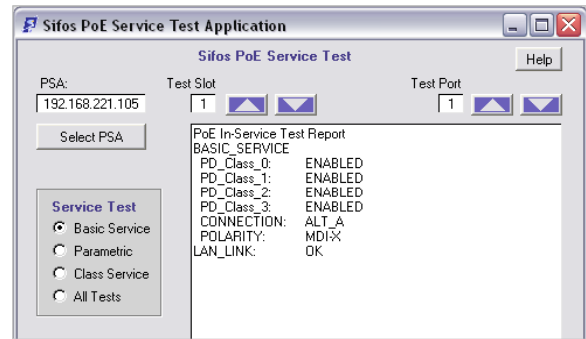 Sifos PoE Service Test Application
Sifos PoE Service Test
Help
PSA:
Test Slot
Test Port
192.168.221.105
1
1
Select PSA
PoE In-Service Test Report
BASIC_SERVICE
PD_Class_0: ENABLED
PD_Class_1: ENABLED
PD_Class_2: ENABLED
PD_Class_3: ENABLED
CONNECTION: ALT_A
POLARITY: MDI-X
LAN_LINK: OK
Service Test
Basic Service
Parametric
Class Service
All Tests